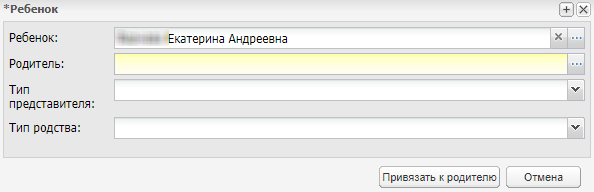 *Ребенок
Ребенок: Екатерина Андреевна
Родитель:
Тип
представителя:
Тип родства:
Привязать к родителю Отмена